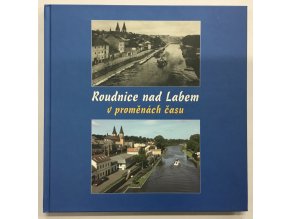 Roudnice nad Labem
v proměnách času